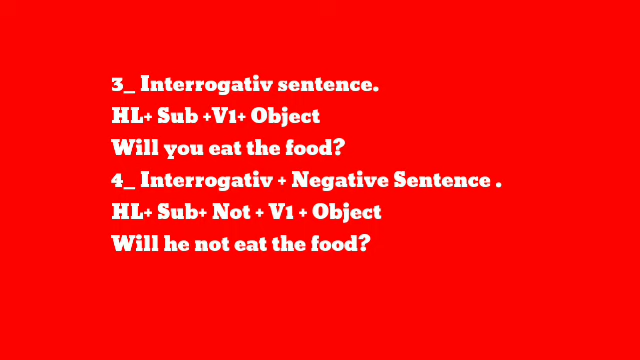 3_ Interrogativ sentence.
HL+ Sub +V1+ Object
Will you eat the food?
4_ Interrogativ + Negative Sentence .
HL+ Sub+ Not + V1 + Object
Will he not eat the food?